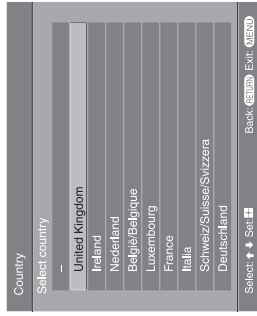 Country
Select country
–
United Kingdom
Ireland
Nederland
België/Belgique
Luxembourg
France
Italia
Schweiz/Suisse/Svizzera
Deutschland
Select: Set: Back: RETURN Exit: MENU